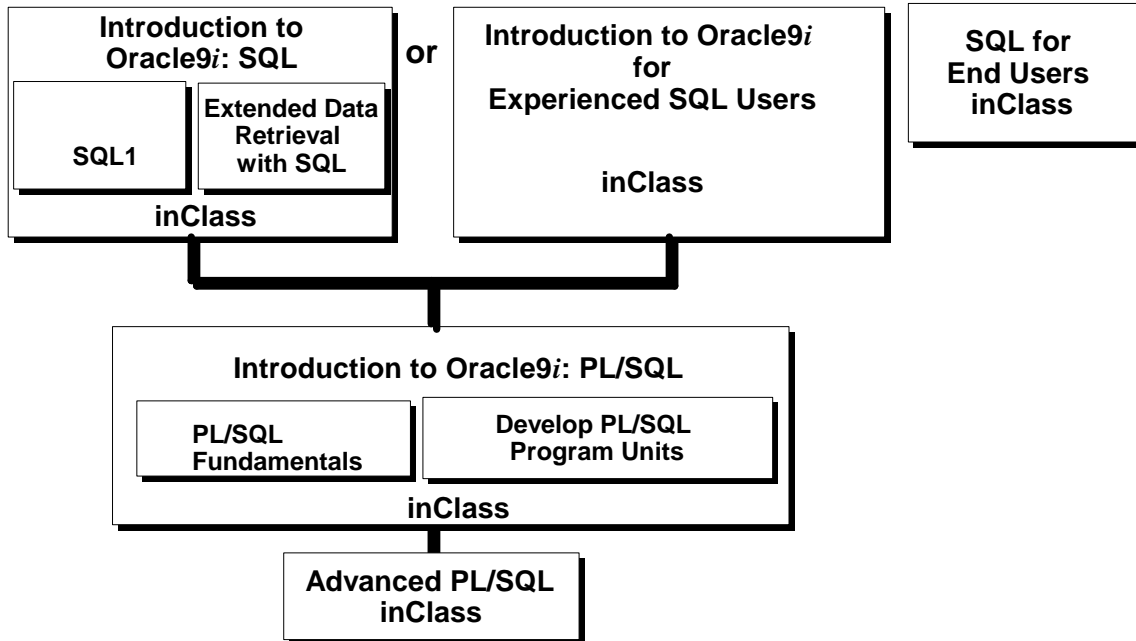 Introduction to
Oracle9i: SQL
SQL1
Extended Data
Retrieval
with SQL
inClass
or
Introduction to Oracle9i
for
Experienced SQL Users
inClass
SQL for
End Users
inClass
Introduction to Oracle9i: PL/SQL
PL/SQL
Fundamentals
Develop PL/SQL
Program Units
inClass
Advanced PL/SQL
inClass